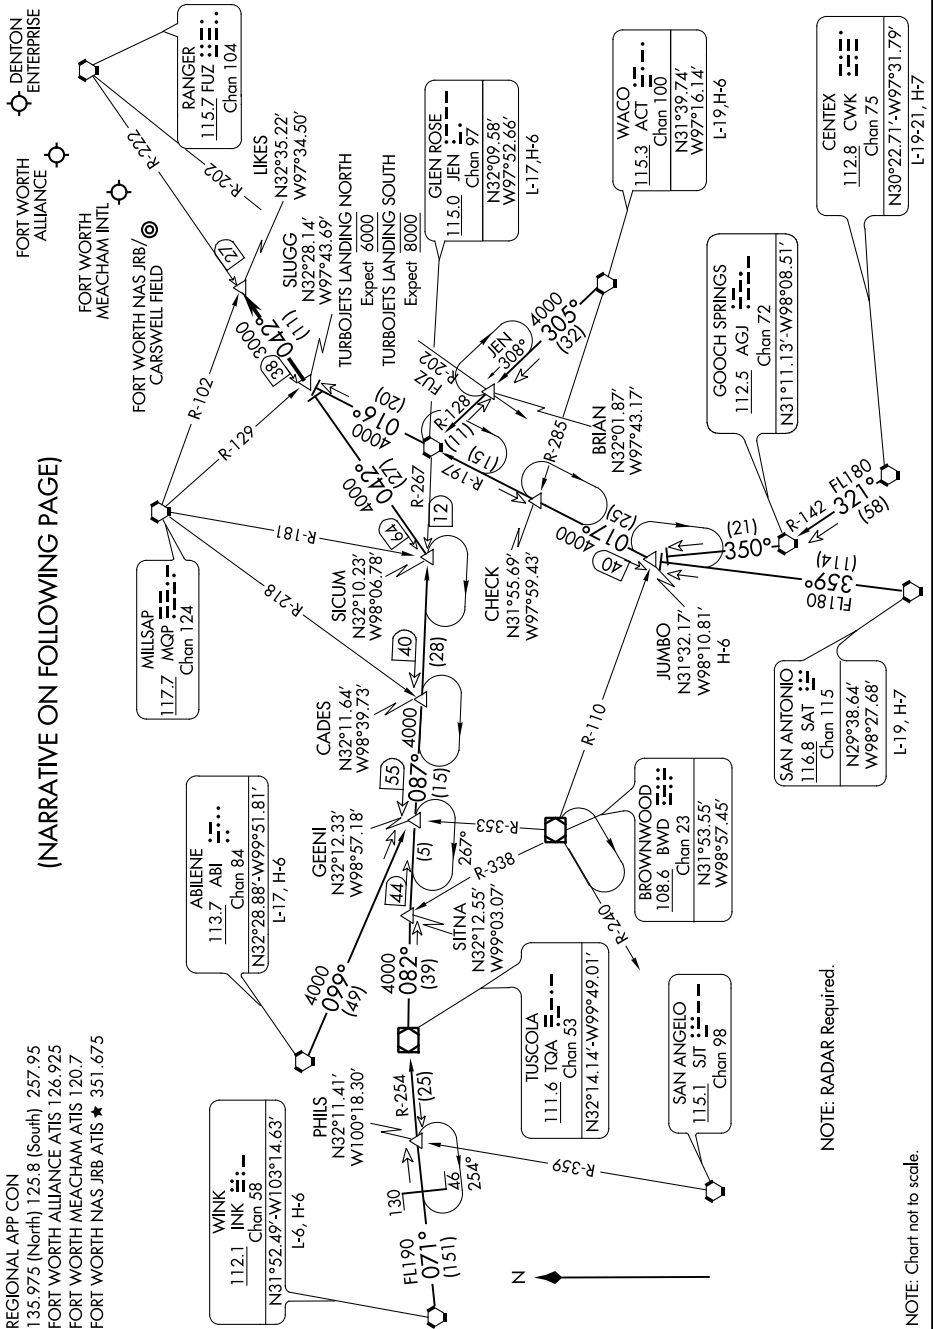 (NARRATIVE ON FOLLOWING PAGE)
REGIONAL APP CON
135.975 (North) 125.8 (South) 257.95
FORT WORTH ALLIANCE ATIS 126.925
FORT WORTH MEACHAM ATIS 120.7
FORT WORTH NAS JRB ATIS ★ 351.675
FORT WORTH
ALLIANCE
DENTON
ENTERPRISE
FORT WORTH
MEACHAM INTL
FORT WORTH NAS JRB/
CARSWELL FIELD
RANGER
115.7 FUZ
Chan 104
R-222
R-202
LIKES
N32°35.22'
W97°34.50'
27
SLUGG
N32°28.14'
W97°43.69'
TURBOJETS LANDING NORTH
Expect 6000
TURBOJETS LANDING SOUTH
Expect 8000
3000
042°
(11)
38
R-102
R-129
R-181
R-218
MILLSAP
117.7 MQP
Chan 124
GLEN ROSE
115.0 JEN
Chan 97
N32°09.58'
W97°52.66'
L-17,H-6
WACO
115.3 ACT
Chan 100
N31°39.74'
W97°16.14'
L-19,H-6
CENTEX
112.8 CWK
Chan 75
N30°22.71'-W97°31.79'
L-19-21, H-7
GOOCH SPRINGS
112.5 AGJ
Chan 72
N31°11.13'-W98°08.51'
4000
305°
(32)
JEN
308°
FUZ
R-202
R-128
(11)
BRIAN
N32°01.87'
W97°43.17'
R-285
4000
016°
(20)
R-197
(15)
R-267
12
4000
042°
(27)
64
SICUM
N32°10.23'
W98°06.78'
CHECK
N31°55.69'
W97°59.43'
4000
017°
(25)
40
JUMBO
N31°32.17'
W98°10.81'
H-6
350°
(21)
R-142
FL180
321°
(58)
FL180
359°
(114)
SAN ANTONIO
116.8 SAT
Chan 115
N29°38.64'
W98°27.68'
L-19, H-7
R-110
40
(28)
CADES
N32°11.64'
W98°39.73'
4000
087°
(15)
55
GEENI
N32°12.33'
W98°57.18'
(5)
267°
44
R-353
R-338
SITNA
N32°12.55'
W99°03.07'
BROWNWOOD
108.6 BWD
Chan 23
N31°53.55'
W98°57.45'
R-240
ABILENE
113.7 ABI
Chan 84
N32°28.88'-W99°51.81'
L-17, H-6
4000
099°
(49)
4000
082°
(39)
TUSCOLA
111.6 TQA
Chan 53
N32°14.14'-W99°49.01'
PHILS
N32°11.41'
W100°18.30'
R-254
(25)
R-359
SAN ANGELO
115.1 SJT
Chan 98
WINK
112.1 INK
Chan 58
N31°52.49'-W103°14.63'
L-6, H-6
130
46
254°
FL190
071°
(151)
N
NOTE: RADAR Required.
NOTE: Chart not to scale.